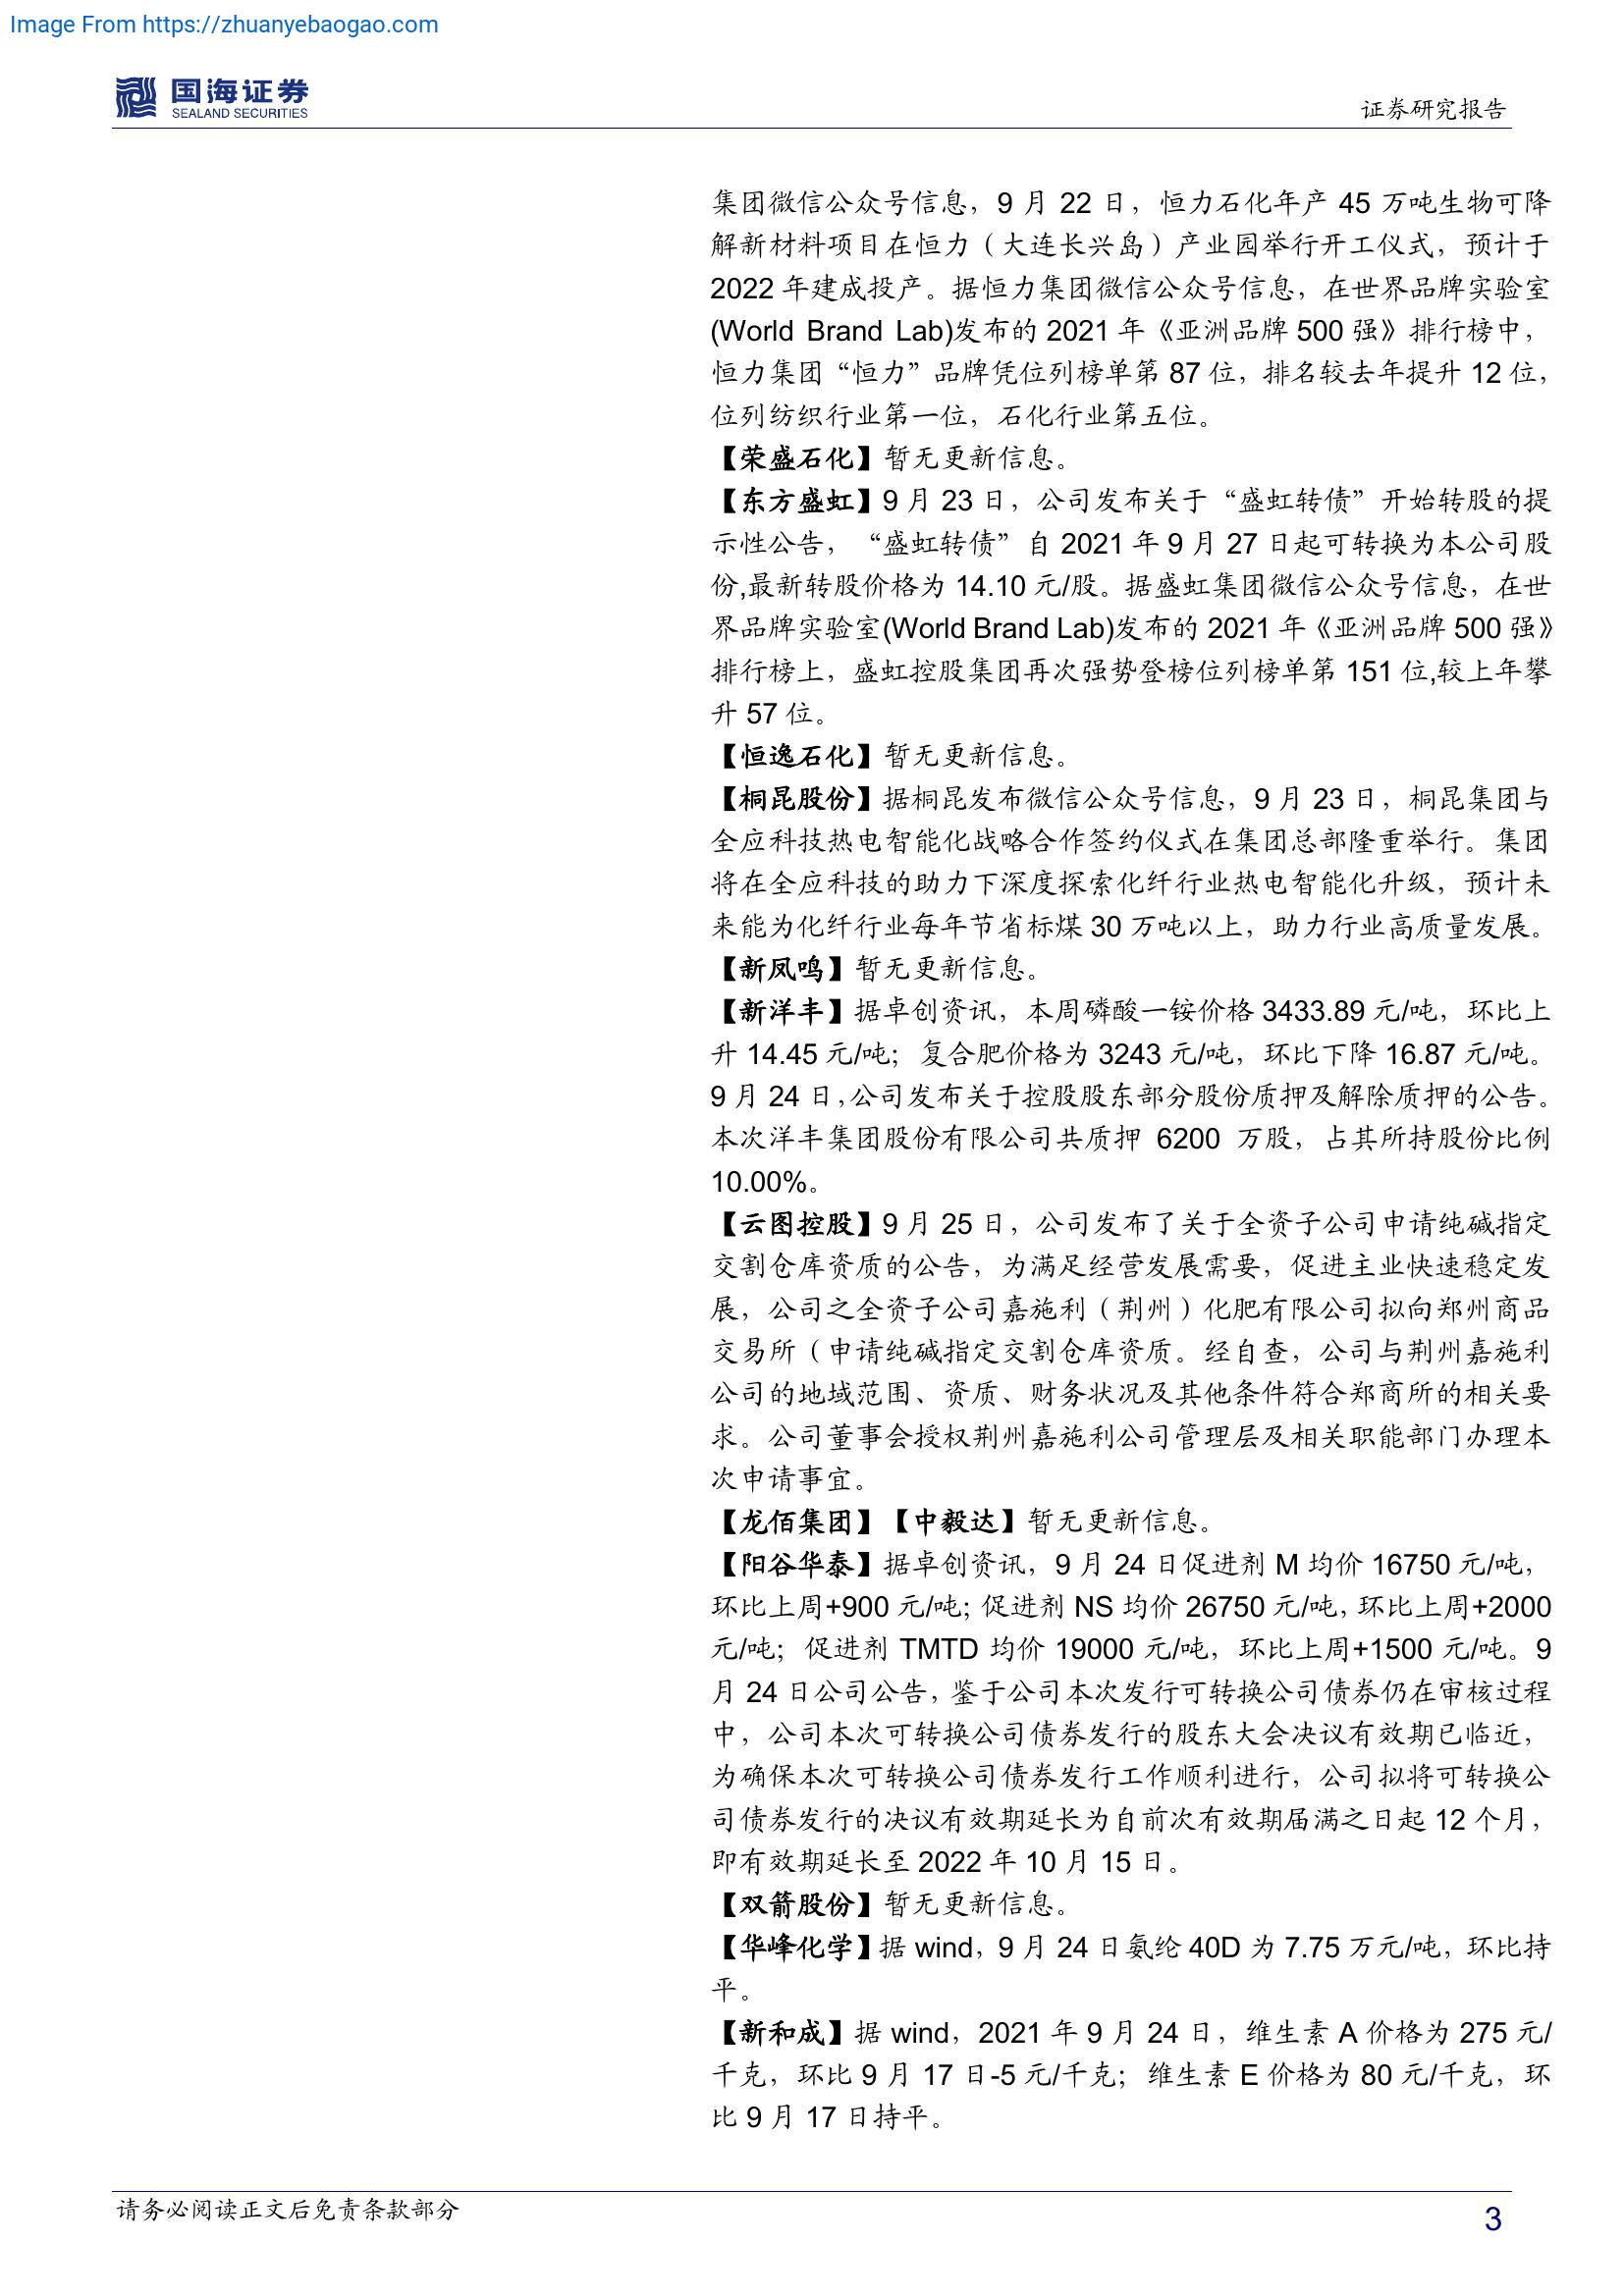 Image From https://zhuanyebaogao.com
国海证券
SEALAND SECURITIES
证券研究报告
集团微信公众号信息，9 月 22 日，恒力石化年产 45 万吨生物可降
解新材料项目在恒力（大连长兴岛）产业园举行开工仪式，预计于
2022 年建成投产。据恒力集团微信公众号信息，在世界品牌实验室
(World Brand Lab)发布的 2021 年《亚洲品牌 500 强》排行榜中，
恒力集团“恒力”品牌凭位列榜单第 87 位，排名较去年提升 12 位，
位列纺织行业第一位，石化行业第五位。
【荣盛石化】暂无更新信息。
【东方盛虹】9 月 23 日，公司发布关于“盛虹转债”开始转股的提
示性公告，“盛虹转债”自 2021 年 9 月 27 日起可转换为本公司股
份,最新转股价格为 14.10 元/股。据盛虹集团微信公众号信息，在世
界品牌实验室(World Brand Lab)发布的 2021 年《亚洲品牌 500 强》
排行榜上，盛虹控股集团再次强势登榜位列榜单第 151 位,较上年攀
升 57 位。
【恒逸石化】暂无更新信息。
【桐昆股份】据桐昆发布微信公众号信息，9 月 23 日，桐昆集团与
全应科技热电智能化战略合作签约仪式在集团总部隆重举行。集团
将在全应科技的助力下深度探索化纤行业热电智能化升级，预计未
来能为化纤行业每年节省标煤 30 万吨以上，助力行业高质量发展。
【新凤鸣】暂无更新信息。
【新洋丰】据卓创资讯，本周磷酸一铵价格 3433.89 元/吨，环比上
升 14.45 元/吨；复合肥价格为 3243 元/吨，环比下降 16.87 元/吨。
9 月 24 日，公司发布关于控股股东部分股份质押及解除质押的公告。
本次洋丰集团股份有限公司共质押 6200 万股，占其所持股份比例
10.00%。
【云图控股】9 月 25 日，公司发布了关于全资子公司申请纯碱指定
交割仓库资质的公告，为满足经营发展需要，促进主业快速稳定发
展，公司之全资子公司嘉施利（荆州）化肥有限公司拟向郑州商品
交易所（申请纯碱指定交割仓库资质。经自查，公司与荆州嘉施利
公司的地域范围、资质、财务状况及其他条件符合郑商所的相关要
求。公司董事会授权荆州嘉施利公司管理层及相关职能部门办理本
次申请事宜。
【龙佰集团】【中毅达】暂无更新信息。
【阳谷华泰】据卓创资讯，9 月 24 日促进剂 M 均价 16750 元/吨，
环比上周+900 元/吨；促进剂 NS 均价 26750 元/吨，环比上周+2000
元/吨；促进剂 TMTD 均价 19000 元/吨，环比上周+1500 元/吨。9
月 24 日公司公告，鉴于公司本次发行可转换公司债券仍在审核过程
中，公司本次可转换公司债券发行的股东大会决议有效期已临近，
为确保本次可转换公司债券发行工作顺利进行，公司拟将可转换公
司债券发行的决议有效期延长为自前次有效期届满之日起 12 个月，
即有效期延长至 2022 年 10 月 15 日。
【双箭股份】暂无更新信息。
【华峰化学】据 wind，9 月 24 日氨纶 40D 为 7.75 万元/吨，环比持
平。
【新和成】据 wind，2021 年 9 月 24 日，维生素 A 价格为 275 元/
千克，环比 9 月 17 日-5 元/千克；维生素 E 价格为 80 元/千克，环
比 9 月 17 日持平。
请务必阅读正文后免责条款部分
3